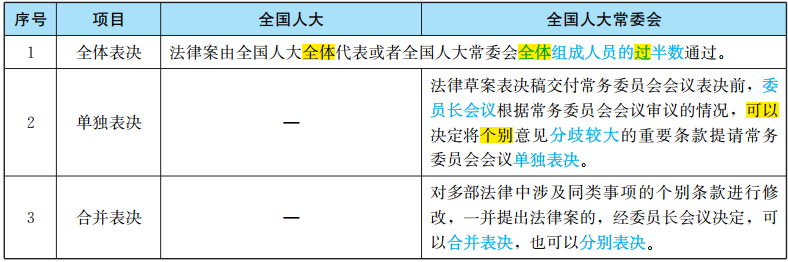 序号 项目 全国人大 全国人大常委会
1 全体表决 法律案由全国人大全体代表或者全国人大常委会全体组成人员的过半数通过。
法律草案表决稿交付常务委员会会议表决前，委
员长会议根据常务委员会会议审议的情况，可以
2 单独表决 — 决定将个别意见分歧较大的重要条款提请常务
委员会会议单独表决。
对多部法律中涉及同类事项的个别条款进行修
3 合并表决 — 改，一并提出法律案的，经委员长会议决定，可
以合并表决，也可以分别表决。